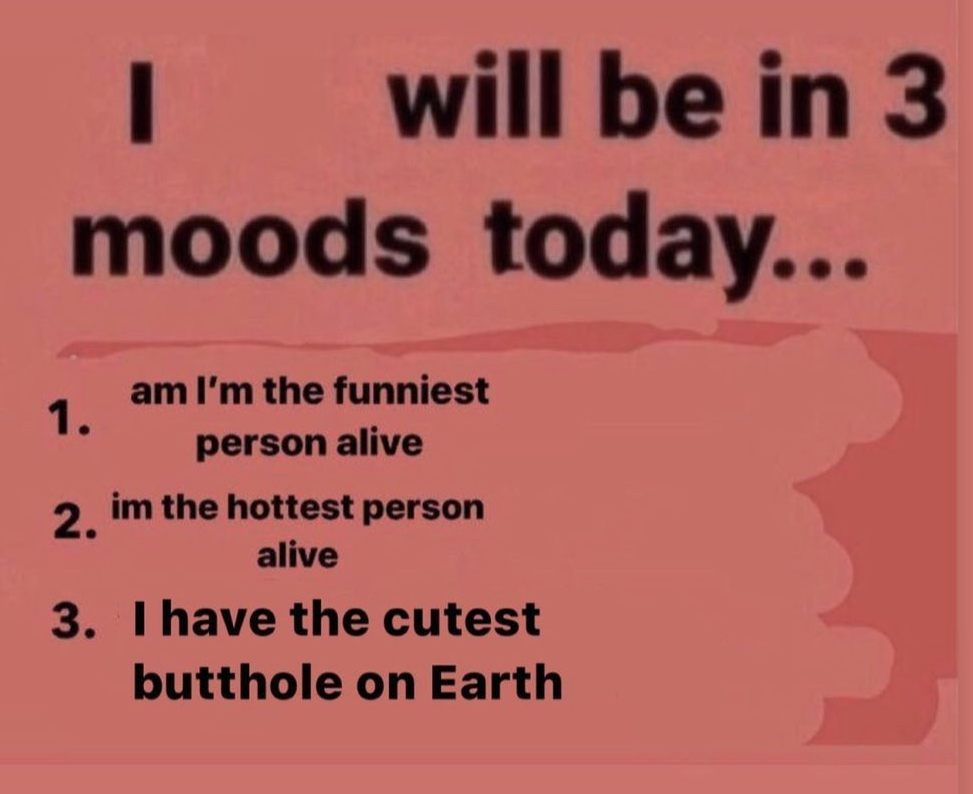 I will be in 3
moods today...
1. am I'm the funniest
person alive
2. im the hottest person
alive
3. I have the cutest
butthole on Earth